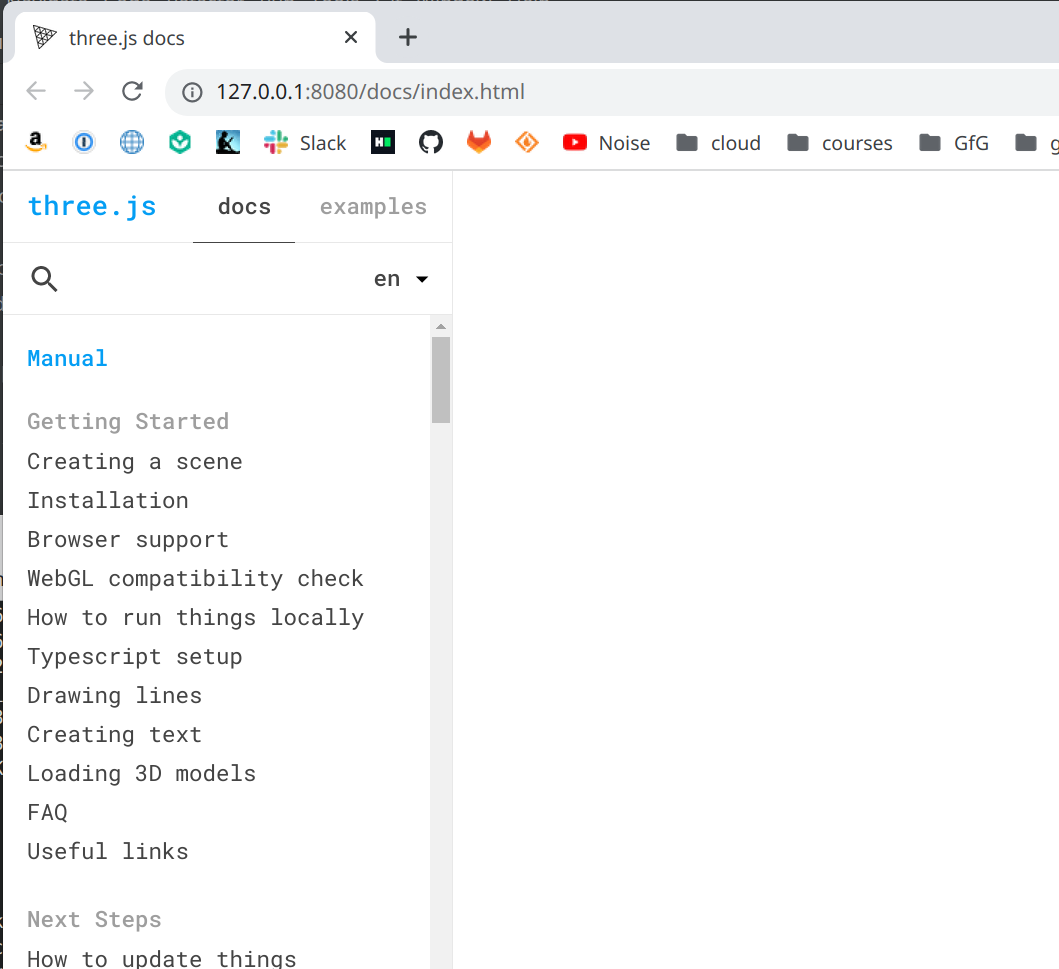 three.js docs
127.0.0.1:8080/docs/index.html
Slack Noise cloud courses GfG
three.js docs examples
en
Manual
Getting Started
Creating a scene
Installation
Browser support
WebGL compatibility check
How to run things locally
Typescript setup
Drawing lines
Creating text
Loading 3D models
FAQ
Useful links
Next Steps
How to update things